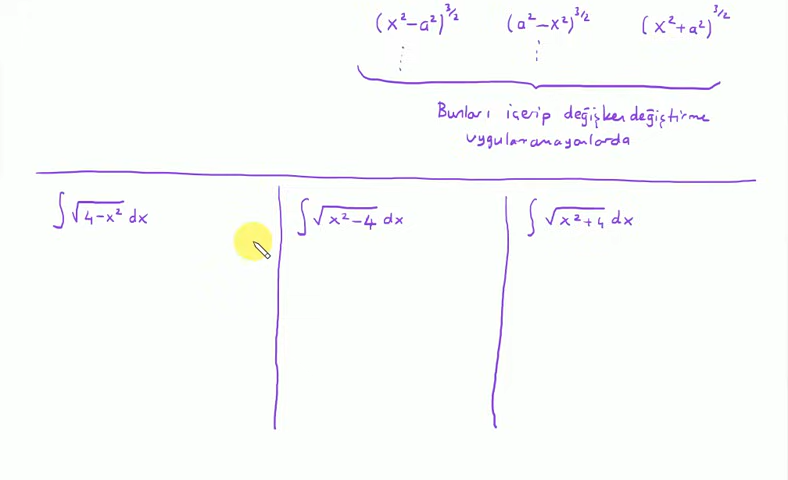 (x²−a²)^3/2 (a²−x²)^3/2 (x²+a²)^3/2
Bunları içerip değişken değiştirme
uygulanamayanlarda
∫√(4−x²) dx ∫√(x²−4) dx ∫√(x²+4) dx